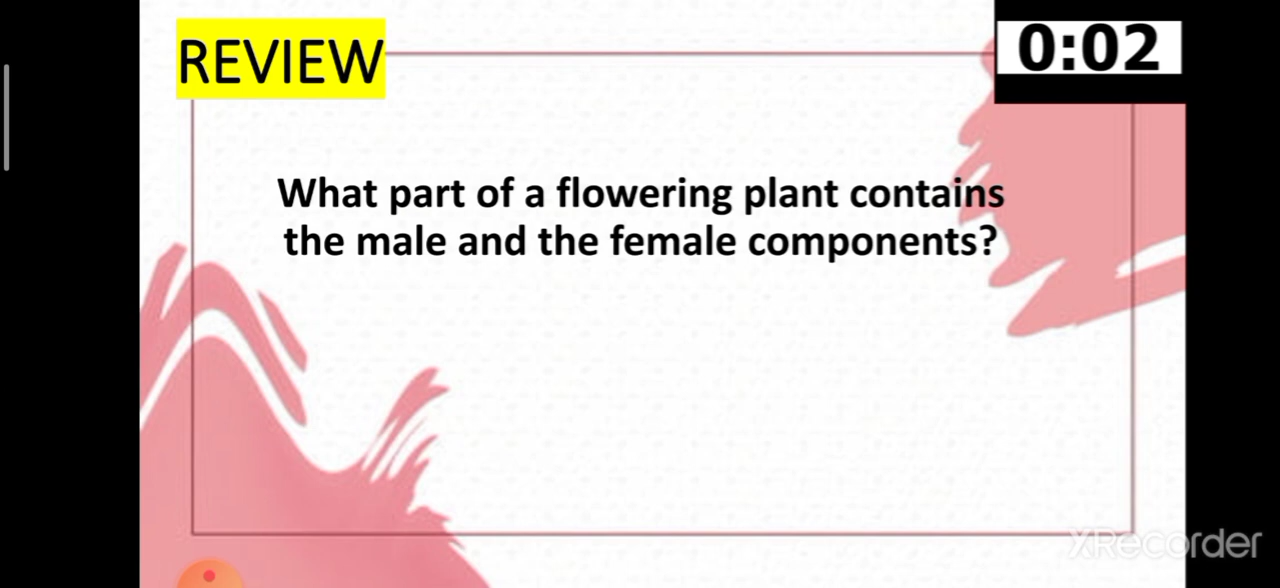 REVIEW
0:02
What part of a flowering plant contains
the male and the female components?
XRecorder